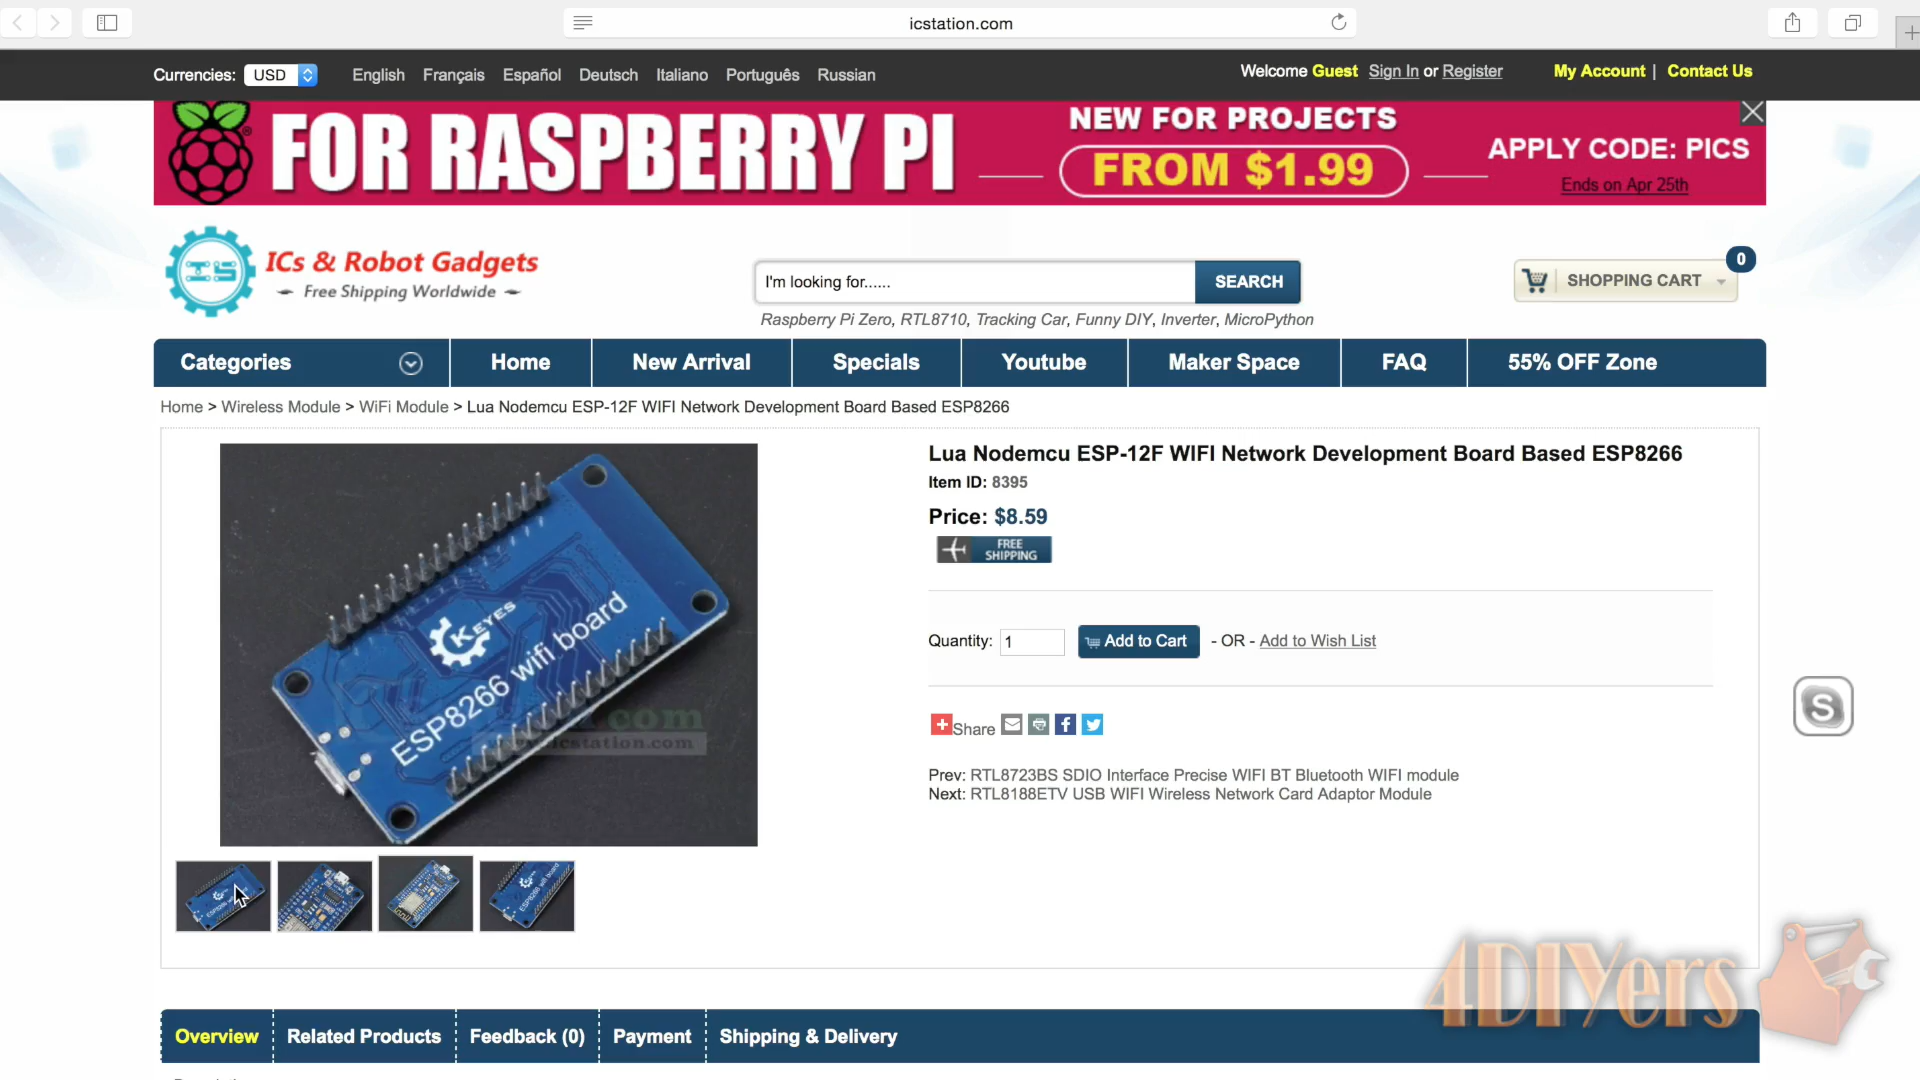 icstation.com
Currencies: USD English Français Español Deutsch Italiano Português Russian Welcome Guest Sign In or Register My Account | Contact Us
FOR RASPBERRY PI
NEW FOR PROJECTS
FROM $1.99
APPLY CODE: PICS
Ends on Apr 25th
IS
ICs & Robot Gadgets
Free Shipping Worldwide
I'm looking for...... SEARCH
Raspberry Pi Zero, RTL8710, Tracking Car, Funny DIY, Inverter, MicroPython
SHOPPING CART 0
Categories Home New Arrival Specials Youtube Maker Space FAQ 55% OFF Zone
Home > Wireless Module > WiFi Module > Lua Nodemcu ESP-12F WIFI Network Development Board Based ESP8266
KEYES
ESP8266 wifi board
.com
icstation.com
Lua Nodemcu ESP-12F WIFI Network Development Board Based ESP8266
Item ID: 8395
Price: $8.59
FREE
SHIPPING
Quantity: 1 Add to Cart - OR - Add to Wish List
Share
Prev: RTL8723BS SDIO Interface Precise WIFI BT Bluetooth WIFI module
Next: RTL8188ETV USB WIFI Wireless Network Card Adaptor Module
S
4DIYers
Overview Related Products Feedback (0) Payment Shipping & Delivery